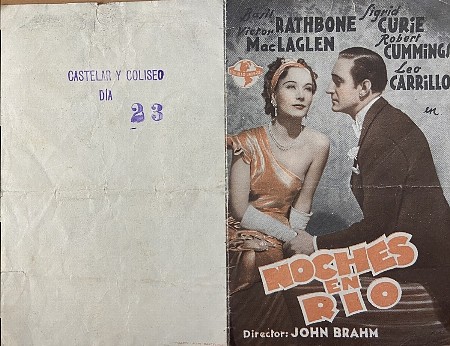 CASTELAR Y COLISEO
DÍA
23
Basil RATHBONE
Victor MacLAGLEN
Sigrid CURIE
Robert CUMMINGS
Leo CARRILLO
en
NOCHES
EN
RIO
Director: JOHN BRAHM